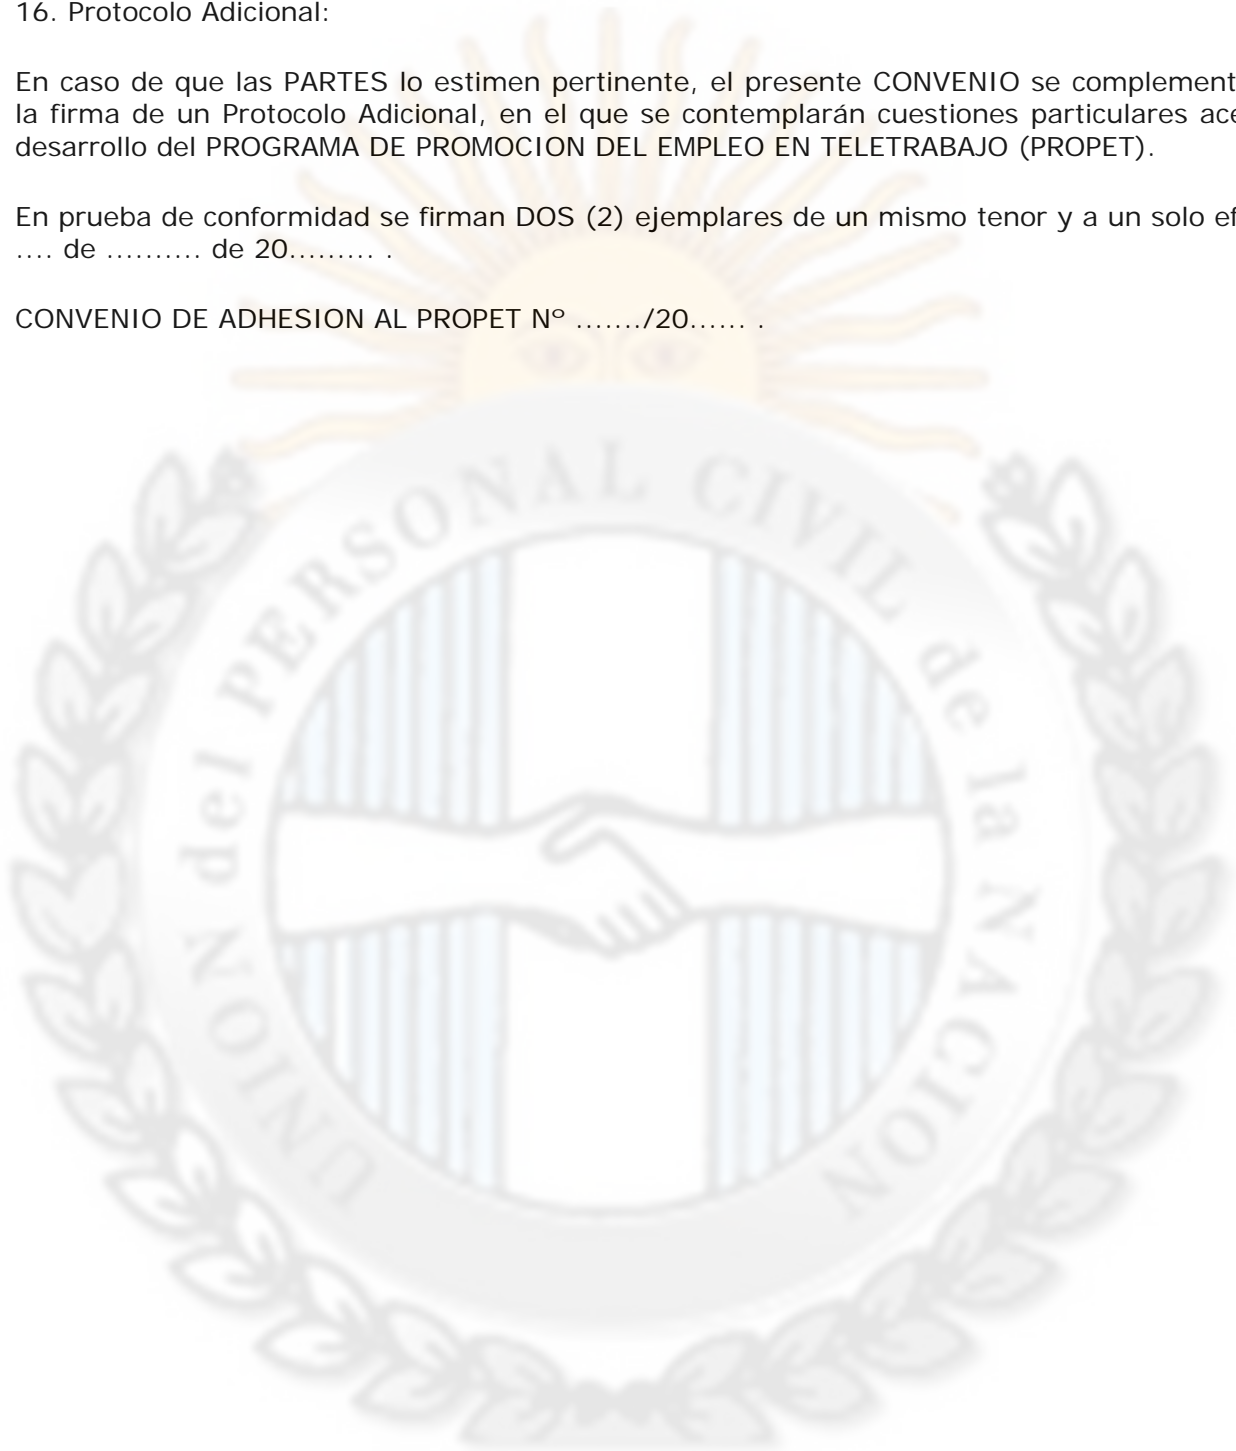 16. Protocolo Adicional:
En caso de que las PARTES lo estimen pertinente, el presente CONVENIO se complement
la firma de un Protocolo Adicional, en el que se contemplarán cuestiones particulares ace
desarrollo del PROGRAMA DE PROMOCION DEL EMPLEO EN TELETRABAJO (PROPET).
En prueba de conformidad se firman DOS (2) ejemplares de un mismo tenor y a un solo ef
.... de .......... de 20......... .
CONVENIO DE ADHESION AL PROPET Nº ......./20...... .
UNION del PERSONAL CIVIL de la NACION